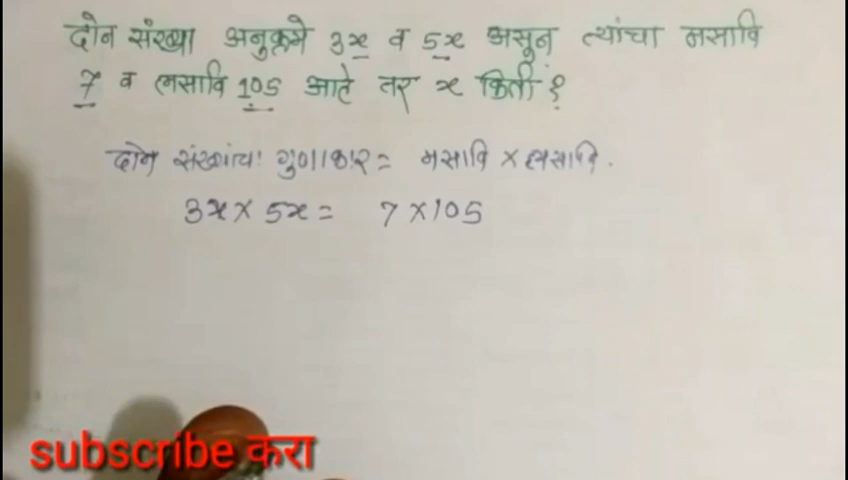 दोन संख्या अनुक्रमे 3x व 5x असून त्यांचा मसावि
7 व लसावि 105 आहे तर x किती ?
दोन संख्यांचा गुणाकार = मसावि × लसावि.
3x × 5x = 7 × 105
subscribe करा